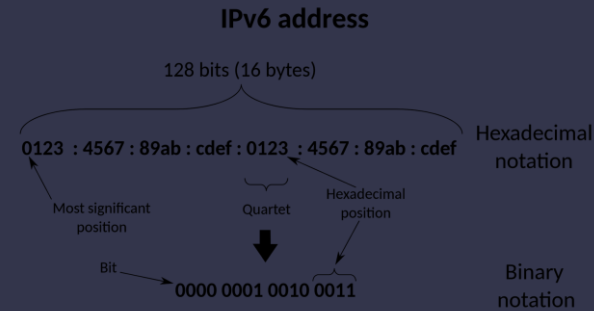 IPv6 address
128 bits (16 bytes)
0123 : 4567 : 89ab : cdef : 0123 : 4567 : 89ab : cdef
Hexadecimal
notation
Most significant
position
Quartet
Hexadecimal
position
Bit
0000 0001 0010 0011
Binary
notation